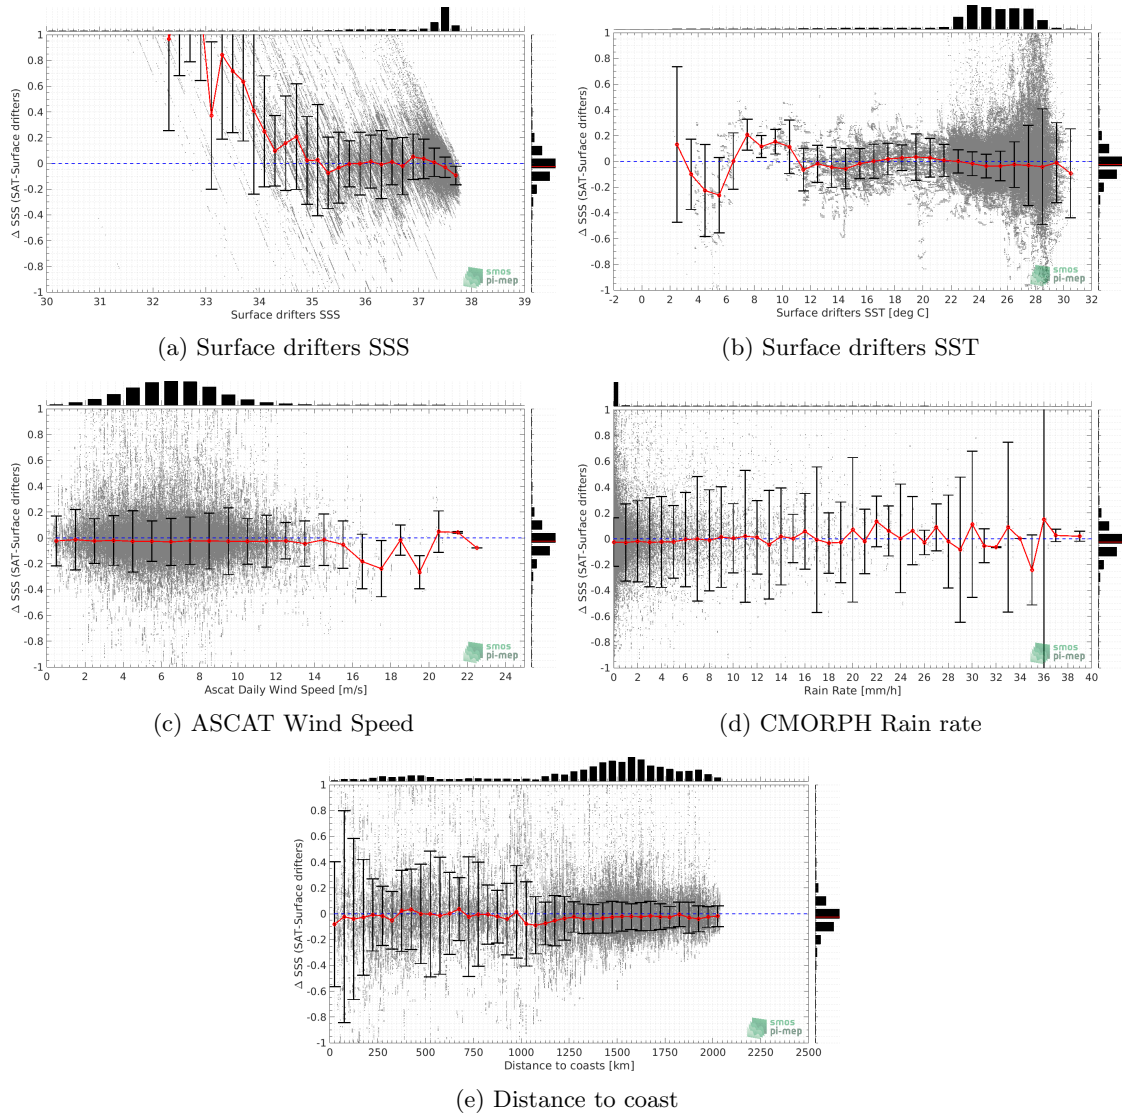 Δ SSS (SAT-Surface drifters)
1
0.8
0.6
0.4
0.2
0
-0.2
-0.4
-0.6
-0.8
-1
30 31 32 33 34 35 36 37 38 39
Surface drifters SSS
smos
pi-mep
(a) Surface drifters SSS
Δ SSS (SAT-Surface drifters)
1
0.8
0.6
0.4
0.2
0
-0.2
-0.4
-0.6
-0.8
-1
-2 0 2 4 6 8 10 12 14 16 18 20 22 24 26 28 30 32
Surface drifters SST [deg C]
smos
pi-mep
(b) Surface drifters SST
Δ SSS (SAT-Surface drifters)
1
0.8
0.6
0.4
0.2
0
-0.2
-0.4
-0.6
-0.8
-1
0 2 4 6 8 10 12 14 16 18 20 22 24
Ascat Daily Wind Speed [m/s]
smos
pi-mep
(c) ASCAT Wind Speed
Δ SSS (SAT-Surface drifters)
1
0.8
0.6
0.4
0.2
0
-0.2
-0.4
-0.6
-0.8
-1
0 2 4 6 8 10 12 14 16 18 20 22 24 26 28 30 32 34 36 38 40
Rain Rate [mm/h]
smos
pi-mep
(d) CMORPH Rain rate
Δ SSS (SAT-Surface drifters)
1
0.8
0.6
0.4
0.2
0
-0.2
-0.4
-0.6
-0.8
-1
0 250 500 750 1000 1250 1500 1750 2000 2250 2500
Distance to coasts [km]
smos
pi-mep
(e) Distance to coast